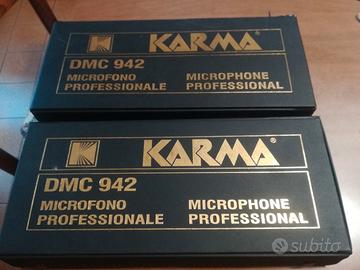 KARMA®
DMC 942
MICROFONO MICROPHONE
PROFESSIONALE PROFESSIONAL
KARMA®
DMC 942
MICROFONO MICROPHONE
PROFESSIONALE PROFESSIONAL
subito